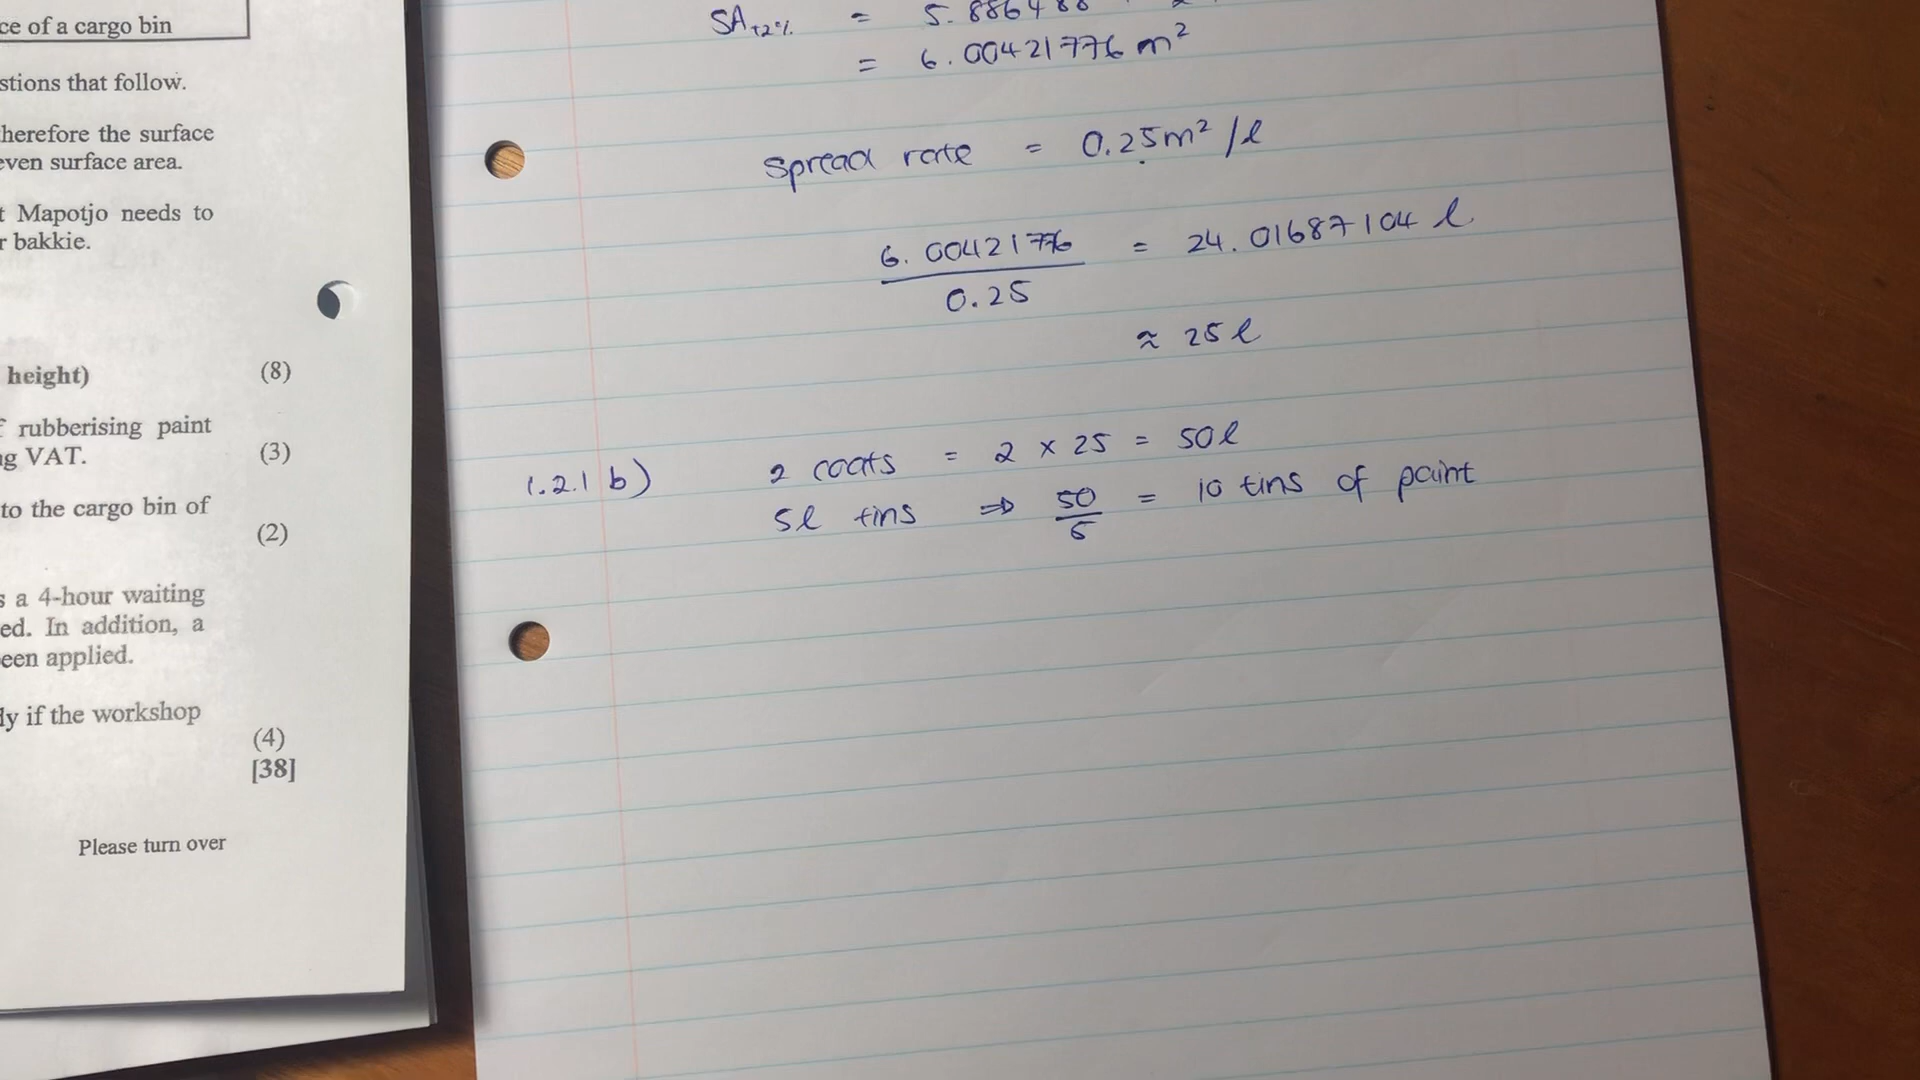 ce of a cargo bin
stions that follow.
herefore the surface
even surface area.
t Mapotjo needs to
r bakkie.
height) (8)
f rubberising paint
ng VAT. (3)
to the cargo bin of
(2)
s a 4-hour waiting
ed. In addition, a
een applied.
ly if the workshop
(4)
[38]
Please turn over
SA+2% = 5.886488
= 6.00421776 m²
Spread rate = 0.25m² /l
6.00421776 = 24.01687104 l
0.25
≈ 25 l
1.2.1 b) 2 coats = 2 x 25 = 50l
5l tins ⇒ 50 = 10 tins of paint
5